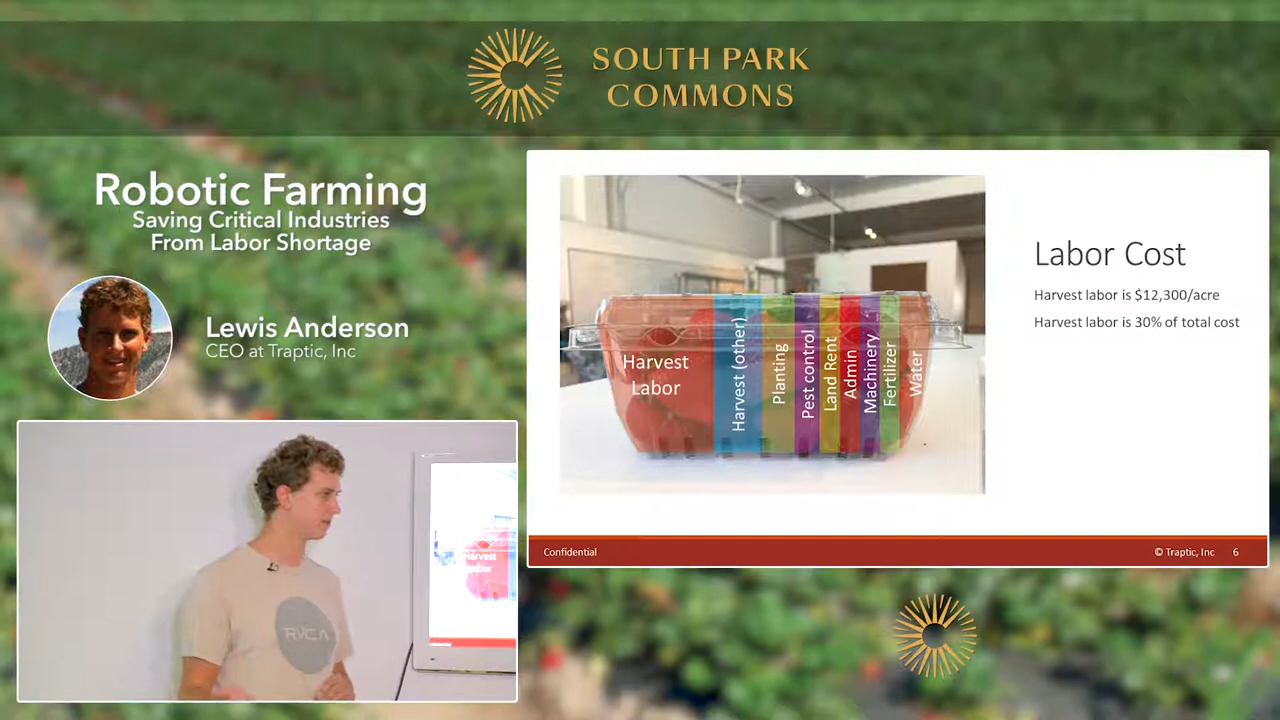 SOUTH PARK
COMMONS
Robotic Farming
Saving Critical Industries
From Labor Shortage
Lewis Anderson
CEO at Traptic, Inc
Labor Cost
Harvest labor is $12,300/acre
Harvest labor is 30% of total cost
Harvest
Labor
Harvest (other)
Planting
Pest control
Land Rent
Admin
Machinery
Fertilizer
Water
Confidential
© Traptic, Inc 6
RVCA
Harvest